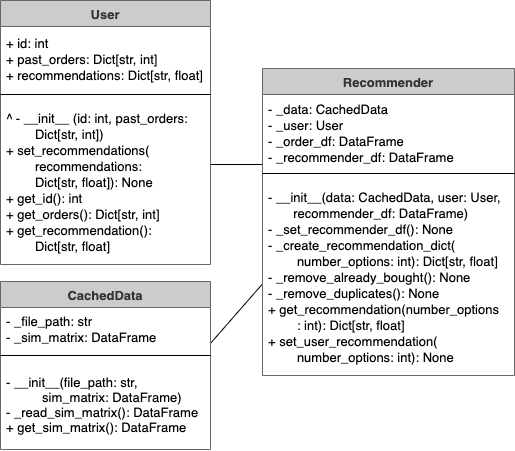 User
+ id: int
+ past_orders: Dict[str, int]
+ recommendations: Dict[str, float]
^ - __init__ (id: int, past_orders:
Dict[str, int])
+ set_recommendations(
recommendations:
Dict[str, float]): None
+ get_id(): int
+ get_orders(): Dict[str, int]
+ get_recommendation():
Dict[str, float]
CachedData
- _file_path: str
- _sim_matrix: DataFrame
- __init__(file_path: str,
sim_matrix: DataFrame)
- _read_sim_matrix(): DataFrame
+ get_sim_matrix(): DataFrame
Recommender
- _data: CachedData
- _user: User
- _order_df: DataFrame
- _recommender_df: DataFrame
- __init__(data: CachedData, user: User,
recommender_df: DataFrame)
- _set_recommender_df(): None
- _create_recommendation_dict(
number_options: int): Dict[str, float]
- _remove_already_bought(): None
- _remove_duplicates(): None
+ get_recommendation(number_options
: int): Dict[str, float]
+ set_user_recommendation(
number_options: int): None